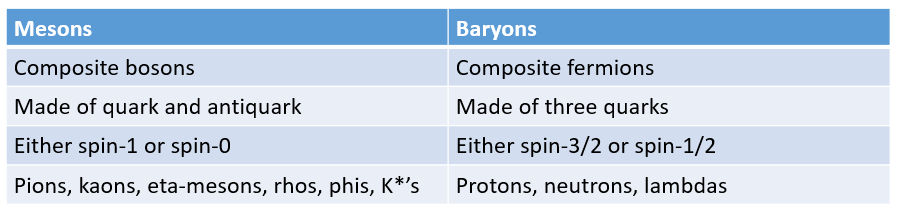 Mesons Baryons
Composite bosons Composite fermions
Made of quark and antiquark Made of three quarks
Either spin-1 or spin-0 Either spin-3/2 or spin-1/2
Pions, kaons, eta-mesons, rhos, phis, K*’s Protons, neutrons, lambdas